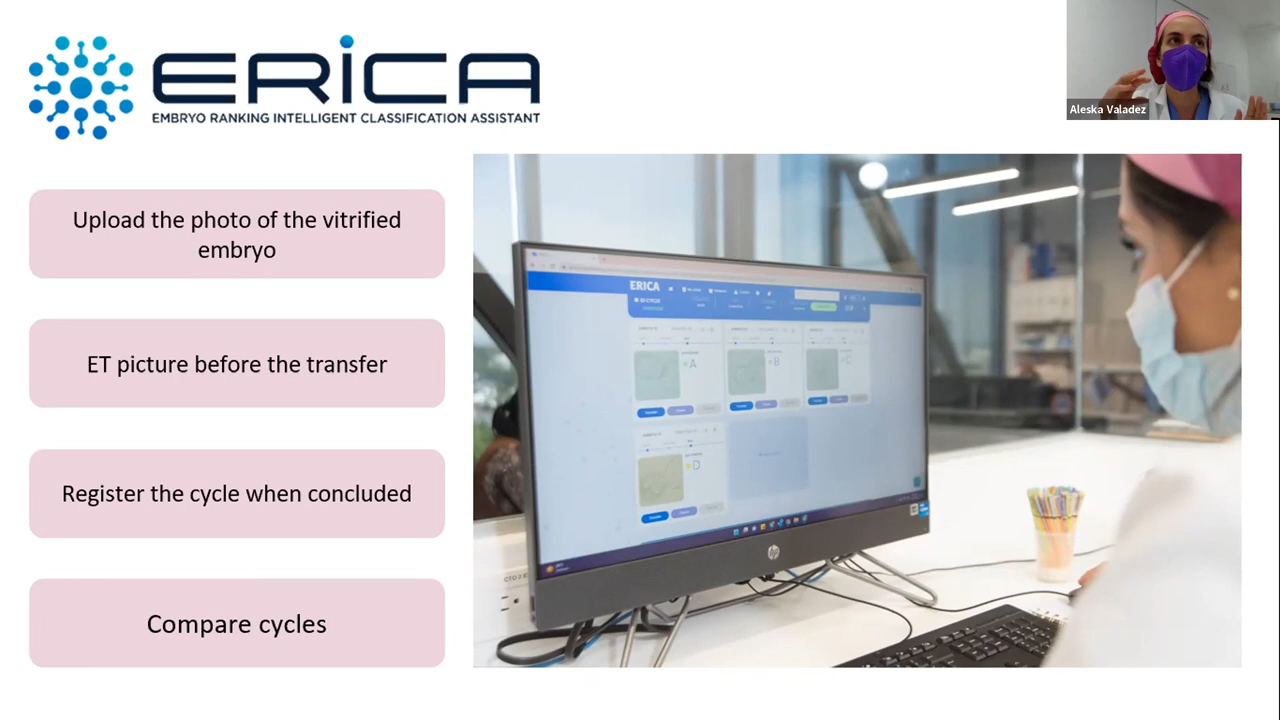 ERiCA
EMBRYO RANKING INTELLIGENT CLASSIFICATION ASSISTANT
Aleska Valadez
Upload the photo of the vitrified
embryo
ET picture before the transfer
Register the cycle when concluded
Compare cycles
ERICA
A
B
C
D
hp